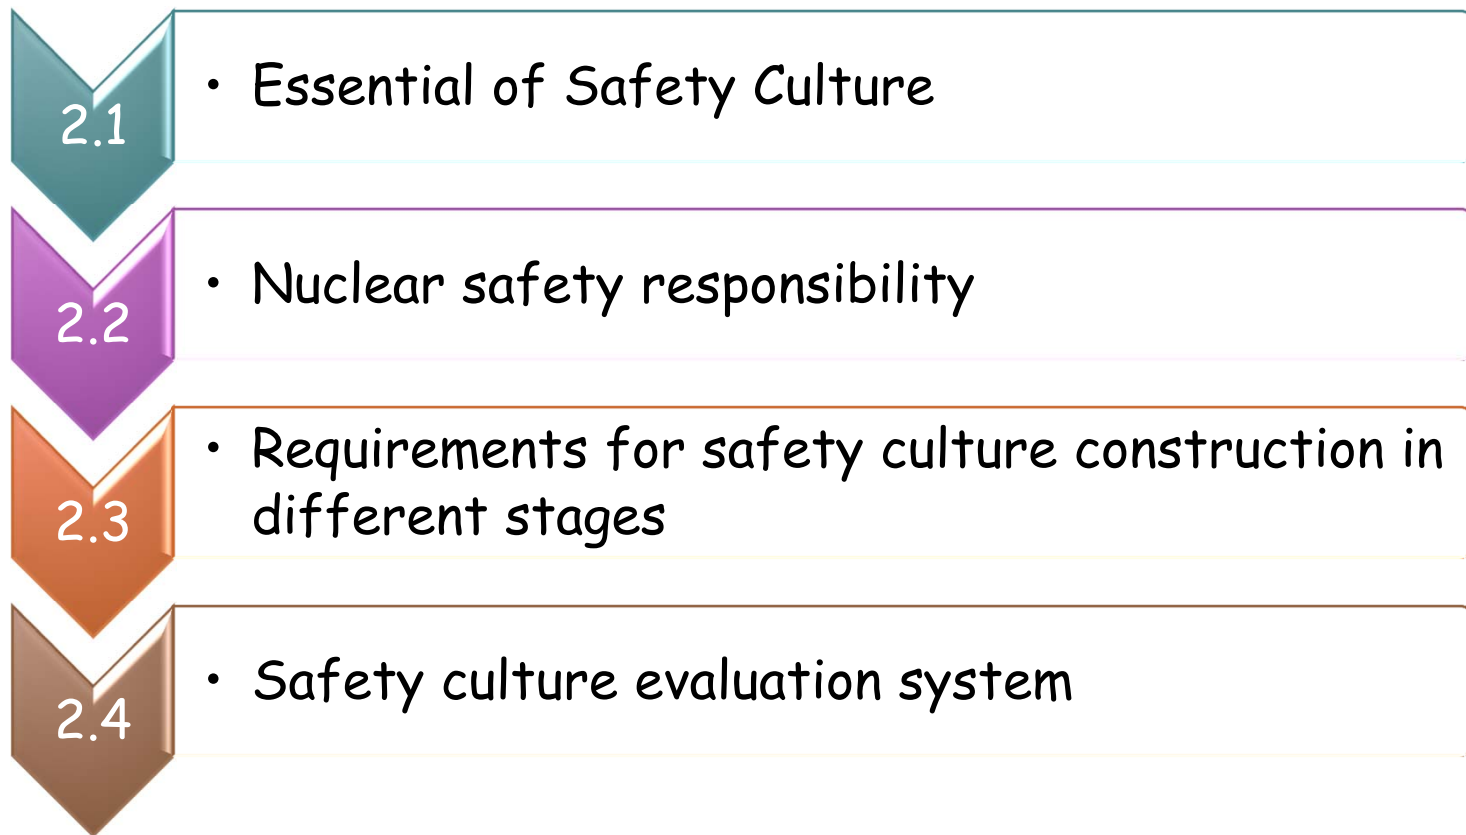 2.1
• Essential of Safety Culture
2.2
• Nuclear safety responsibility
2.3
• Requirements for safety culture construction in
different stages
2.4
• Safety culture evaluation system